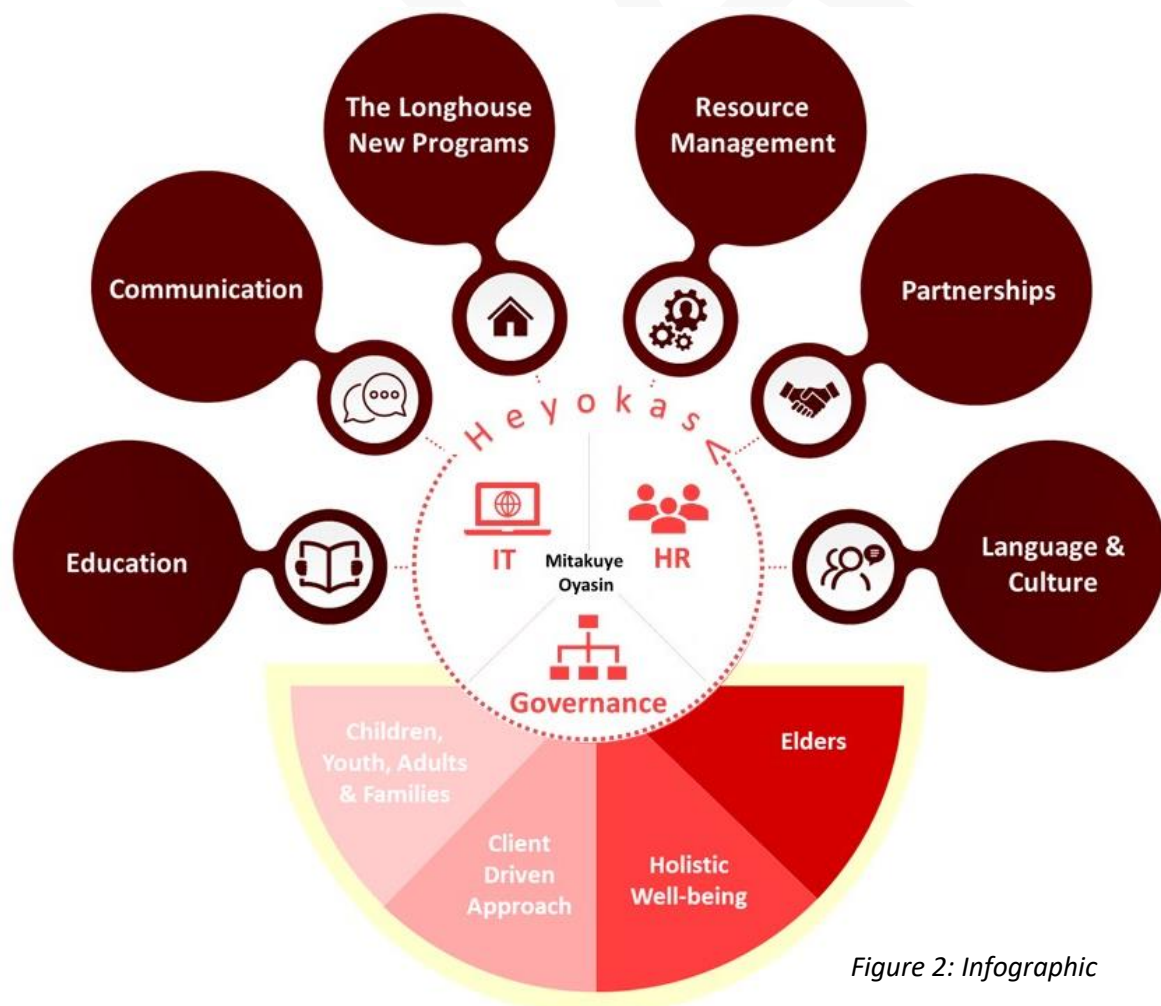 The Longhouse
New Programs
Resource
Management
Communication
Partnerships
Education
Language &
Culture
Heyokas
IT
HR
Mitakuye
Oyasin
Governance
Children,
Youth, Adults
& Families
Client
Driven
Approach
Holistic
Well-being
Elders
Figure 2: Infographic